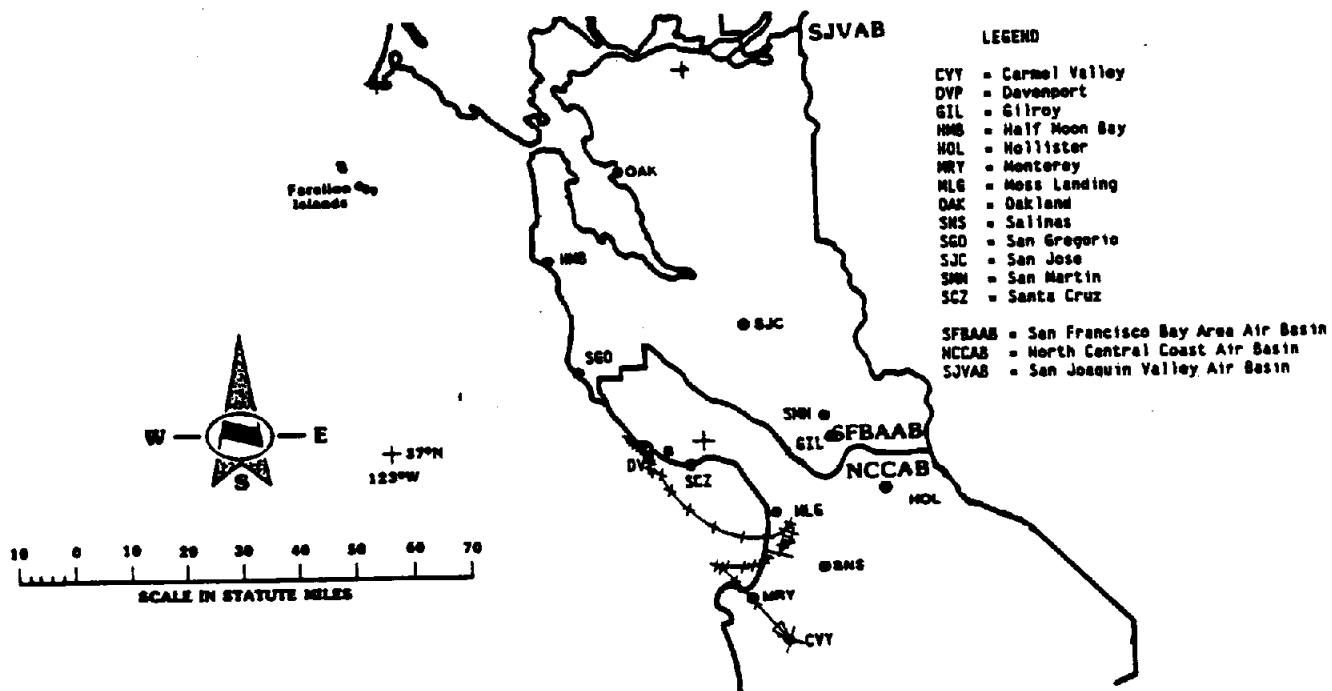 SJVAB
LEGEND
CYY = Carmel Valley
DVP = Davenport
GIL = Gilroy
HMB = Half Moon Bay
HOL = Hollister
MRY = Monterey
MLG = Moss Landing
OAK = Oakland
SNS = Salinas
SGO = San Gregorio
SJC = San Jose
SMN = San Martin
SCZ = Santa Cruz
SFBAAB = San Francisco Bay Area Air Basin
NCCAB = North Central Coast Air Basin
SJVAB = San Joaquin Valley Air Basin
OAK
Farallon
Islands
HMB
SJC
SGO
SMN
GIL
SFBAAB
W
E
S
37°N
123°W
SCZ
NCCAB
HOL
MLG
SNS
10 0 10 20 30 40 50 60 70
SCALE IN STATUTE MILES
MRY
CYY